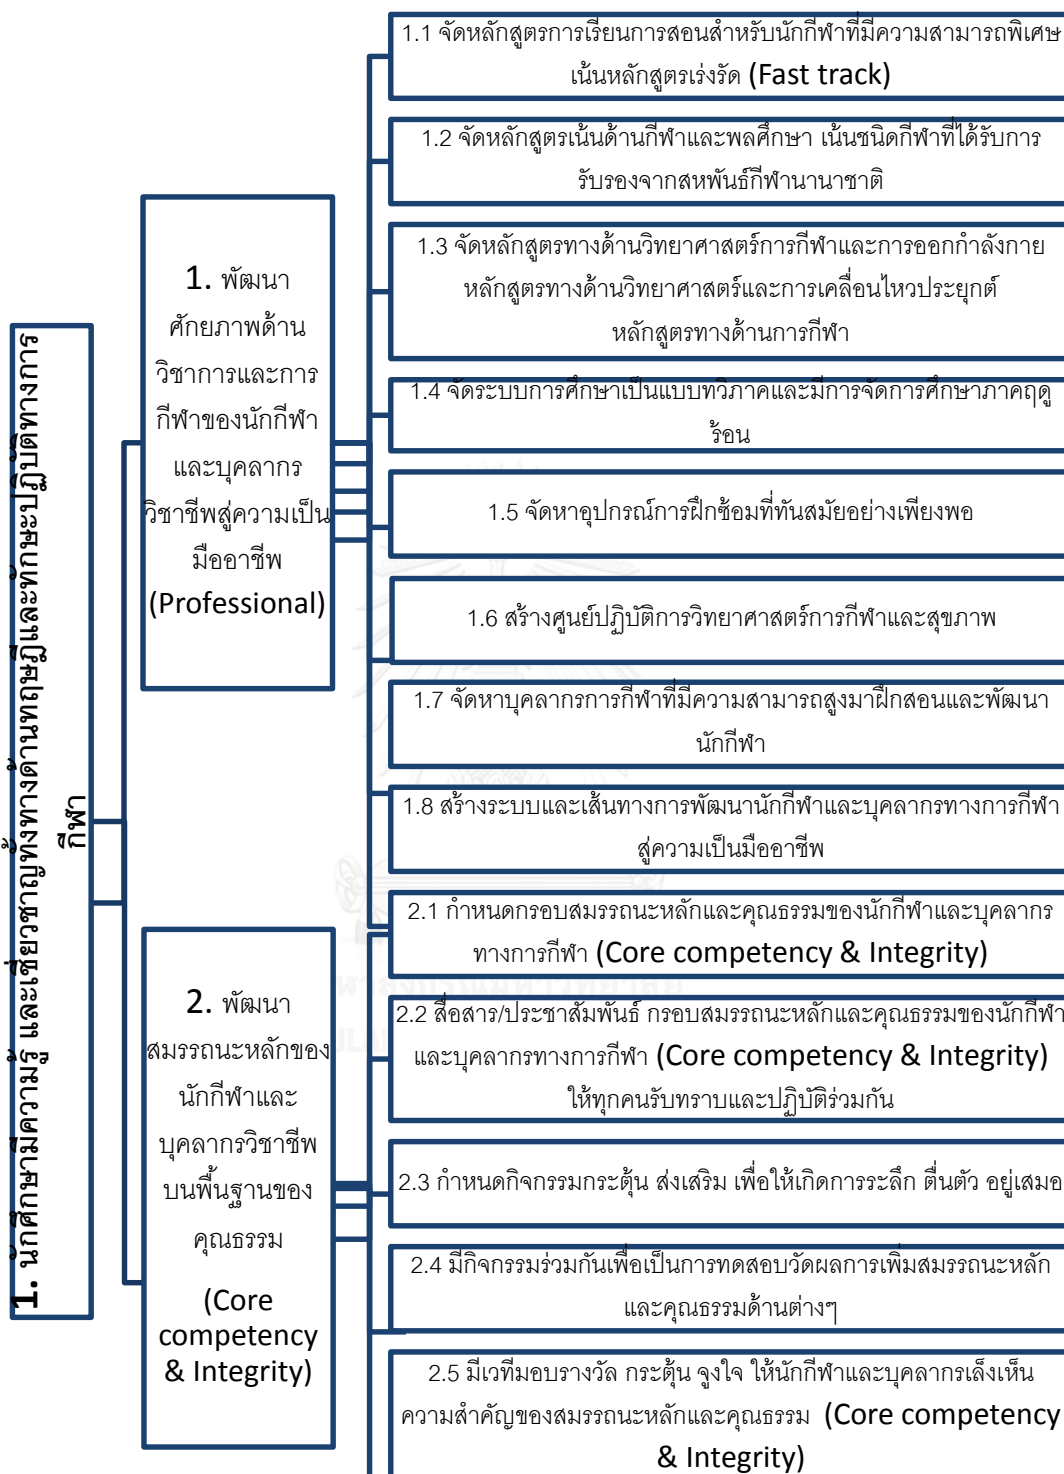 1. นักศึกษามีความรู้ และเชี่ยวชาญทั้งทางด้านทฤษฎีและทักษะปฏิบัติทางการ
กีฬา
1. พัฒนา
ศักยภาพด้าน
วิชาการและการ
กีฬาของนักกีฬา
และบุคลากร
วิชาชีพสู่ความเป็น
มืออาชีพ
(Professional)
1.1 จัดหลักสูตรการเรียนการสอนสำหรับนักกีฬาที่มีความสามารถพิเศษ
เน้นหลักสูตรเร่งรัด (Fast track)
1.2 จัดหลักสูตรเน้นด้านกีฬาและพลศึกษา เน้นชนิดกีฬาที่ได้รับการ
รับรองจากสหพันธ์กีฬานานาชาติ
1.3 จัดหลักสูตรทางด้านวิทยาศาสตร์การกีฬาและการออกกำลังกาย
หลักสูตรทางด้านวิทยาศาสตร์และการเคลื่อนไหวประยุกต์
หลักสูตรทางด้านการกีฬา
1.4 จัดระบบการศึกษาเป็นแบบทวิภาคและมีการจัดการศึกษาภาคฤดู
ร้อน
1.5 จัดหาอุปกรณ์การฝึกซ้อมที่ทันสมัยอย่างเพียงพอ
1.6 สร้างศูนย์ปฏิบัติการวิทยาศาสตร์การกีฬาและสุขภาพ
1.7 จัดหาบุคลากรการกีฬาที่มีความสามารถสูงมาฝึกสอนและพัฒนา
นักกีฬา
1.8 สร้างระบบและเส้นทางการพัฒนานักกีฬาและบุคลากรทางการกีฬา
สู่ความเป็นมืออาชีพ
2. พัฒนา
สมรรถนะหลักของ
นักกีฬาและ
บุคลากรวิชาชีพ
บนพื้นฐานของ
คุณธรรม
(Core
competency
& Integrity)
2.1 กำหนดกรอบสมรรถนะหลักและคุณธรรมของนักกีฬาและบุคลากร
ทางการกีฬา (Core competency & Integrity)
2.2 สื่อสาร/ประชาสัมพันธ์ กรอบสมรรถนะหลักและคุณธรรมของนักกีฬา
และบุคลากรทางการกีฬา (Core competency & Integrity)
ให้ทุกคนรับทราบและปฏิบัติร่วมกัน
2.3 กำหนดกิจกรรมกระตุ้น ส่งเสริม เพื่อให้เกิดการระลึก ตื่นตัว อยู่เสมอ
2.4 มีกิจกรรมร่วมกันเพื่อเป็นการทดสอบวัดผลการเพิ่มสมรรถนะหลัก
และคุณธรรมด้านต่างๆ
2.5 มีเวทีมอบรางวัล กระตุ้น จูงใจ ให้นักกีฬาและบุคลากรเล็งเห็น
ความสำคัญของสมรรถนะหลักและคุณธรรม (Core competency
& Integrity)